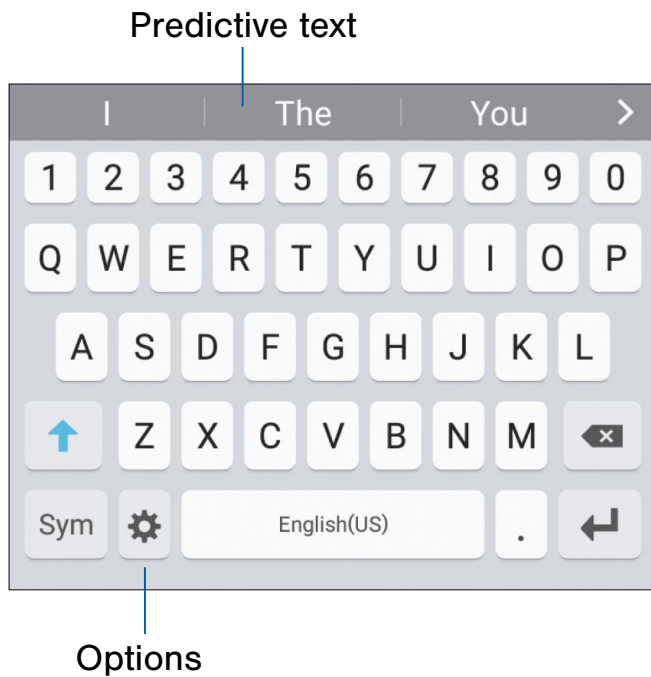 Predictive text
I The You >
1 2 3 4 5 6 7 8 9 0
Q W E R T Y U I O P
A S D F G H J K L
Z X C V B N M
Sym English(US) .
Options